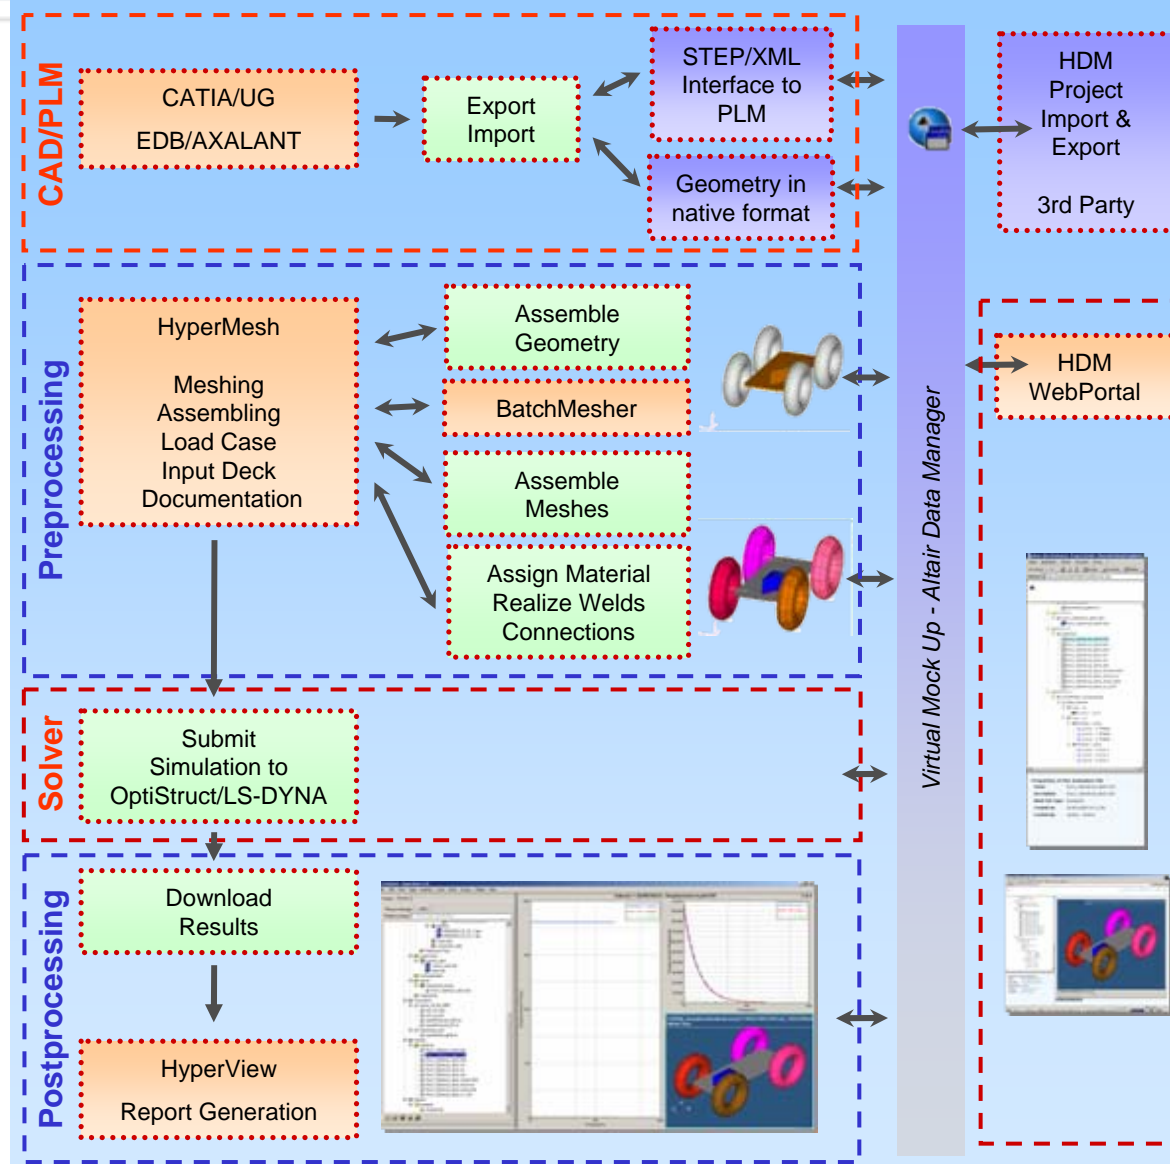 CAD/PLM
CATIA/UG
EDB/AXALANT
Export
Import
STEP/XML
Interface to
PLM
Geometry in
native format
HDM
Project
Import &
Export
3rd Party
Preprocessing
HyperMesh
Meshing
Assembling
Load Case
Input Deck
Documentation
Assemble
Geometry
BatchMesher
Assemble
Meshes
Assign Material
Realize Welds
Connections
Virtual Mock Up - Altair Data Manager
HDM
WebPortal
Solver
Submit
Simulation to
OptiStruct/LS-DYNA
Postprocessing
Download
Results
HyperView
Report Generation